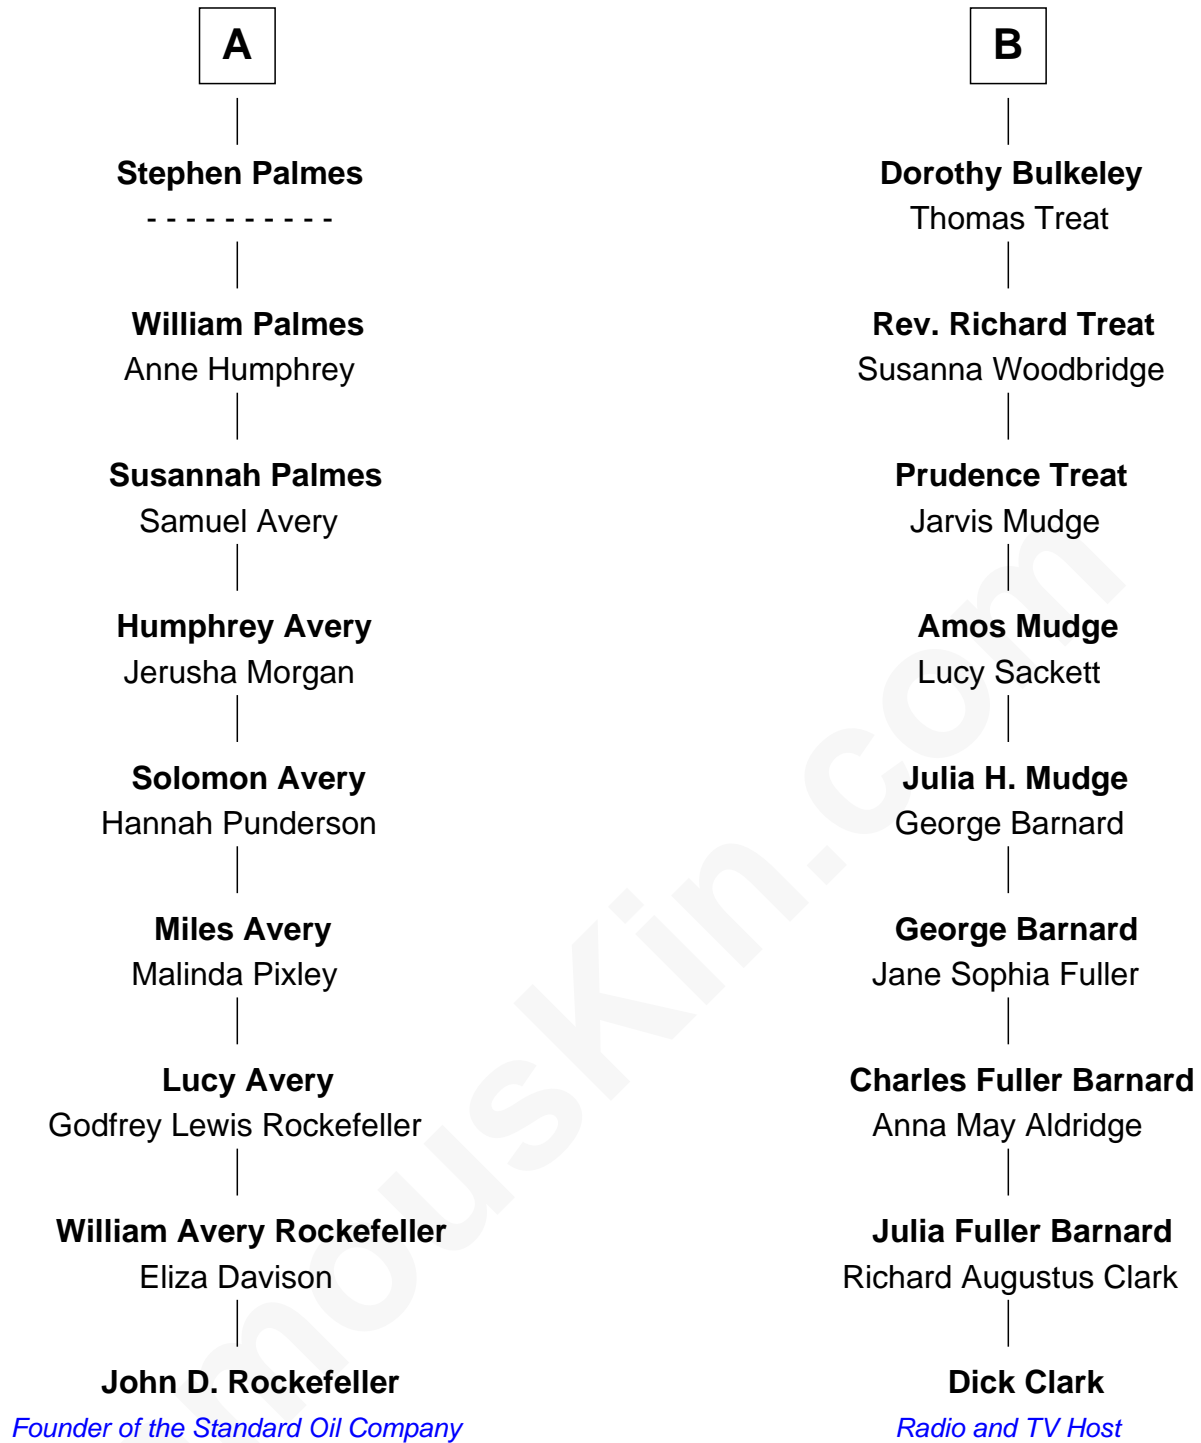 A
Stephen Palmes
- - - - - - - - - -
William Palmes
Anne Humphrey
Susannah Palmes
Samuel Avery
Humphrey Avery
Jerusha Morgan
Solomon Avery
Hannah Punderson
Miles Avery
Malinda Pixley
Lucy Avery
Godfrey Lewis Rockefeller
William Avery Rockefeller
Eliza Davison
John D. Rockefeller
Founder of the Standard Oil Company
B
Dorothy Bulkeley
Thomas Treat
Rev. Richard Treat
Susanna Woodbridge
Prudence Treat
Jarvis Mudge
Amos Mudge
Lucy Sackett
Julia H. Mudge
George Barnard
George Barnard
Jane Sophia Fuller
Charles Fuller Barnard
Anna May Aldridge
Julia Fuller Barnard
Richard Augustus Clark
Dick Clark
Radio and TV Host
mousKin.com